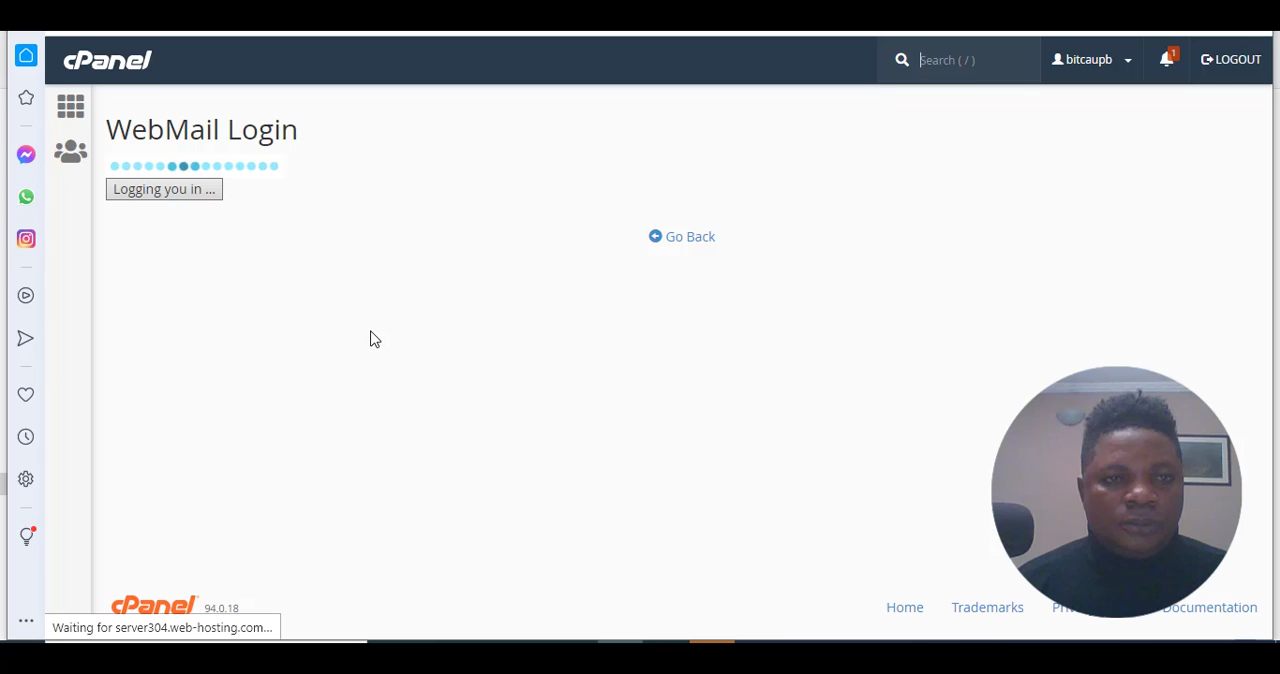 cPanel
Search ( / )
bitcaupb
1
LOGOUT
WebMail Login
Logging you in ...
Go Back
cPanel 94.0.18
Home
Trademarks
Documentation
Waiting for server304.web-hosting.com...